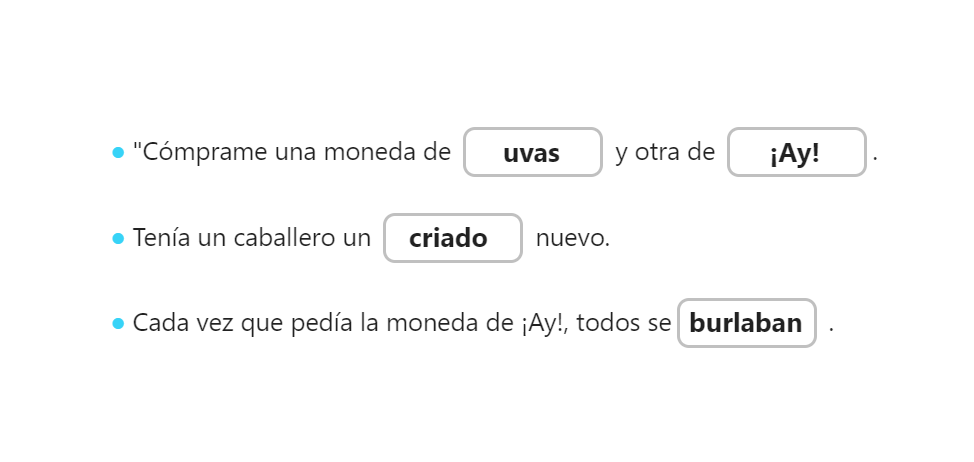 • "Cómprame una moneda de uvas y otra de ¡Ay! .
• Tenía un caballero un criado nuevo.
• Cada vez que pedía la moneda de ¡Ay!, todos se burlaban .